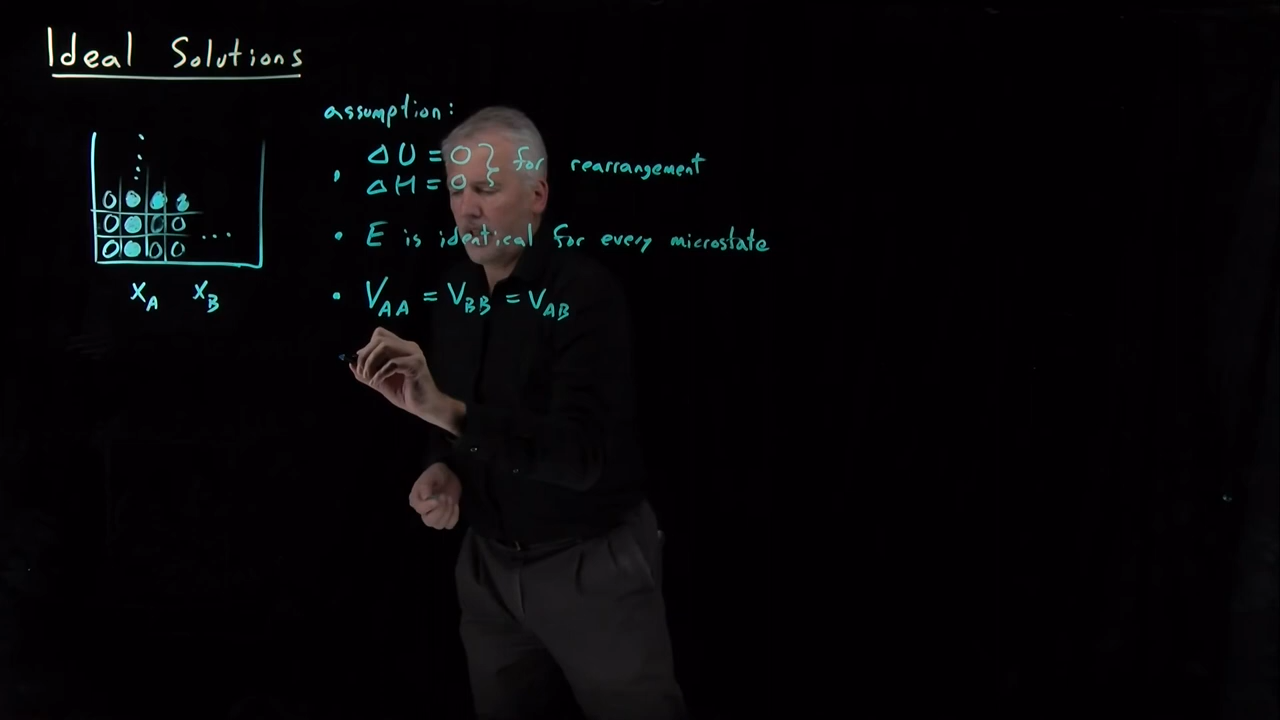 Ideal Solutions
assumption:
• ΔU = 0 } for rearrangement
ΔH = 0 }
• E is identical for every microstate
• V_AA = V_BB = V_AB
...
X_A X_B